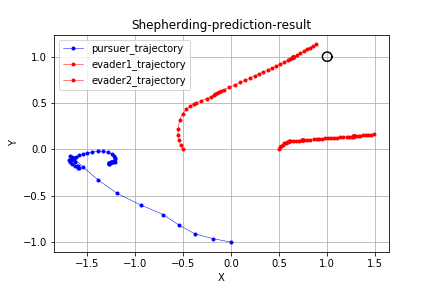 Shepherding-prediction-result
pursuer_trajectory
evader1_trajectory
evader2_trajectory
Y
1.0
0.5
0.0
−0.5
−1.0
−1.5
−1.0
−0.5
0.0
0.5
1.0
1.5
X